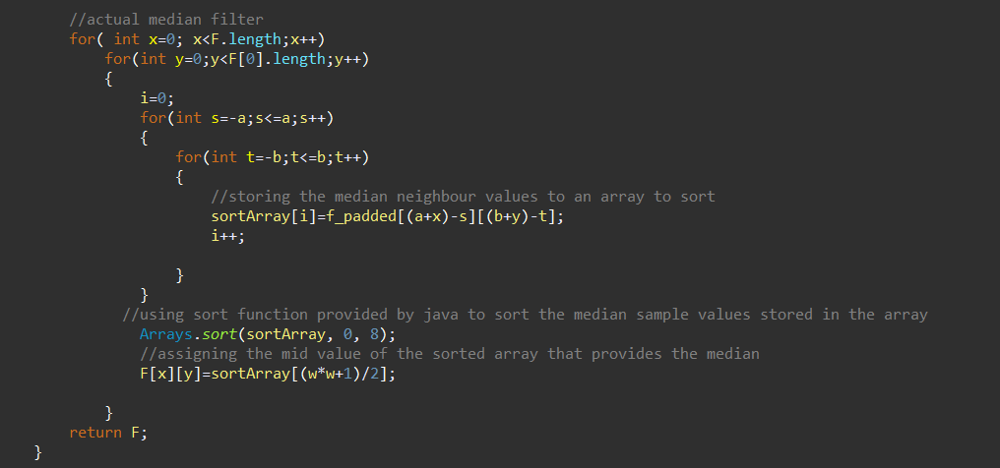 //actual median filter
for( int x=0; x<F.length;x++)
for(int y=0;y<F[0].length;y++)
{
i=0;
for(int s=-a;s<=a;s++)
{
for(int t=-b;t<=b;t++)
{
//storing the median neighbour values to an array to sort
sortArray[i]=f_padded[(a+x)-s][(b+y)-t];
i++;
}
}
//using sort function provided by java to sort the median sample values stored in the array
Arrays.sort(sortArray, 0, 8);
//assigning the mid value of the sorted array that provides the median
F[x][y]=sortArray[(w*w+1)/2];
}
return F;
}